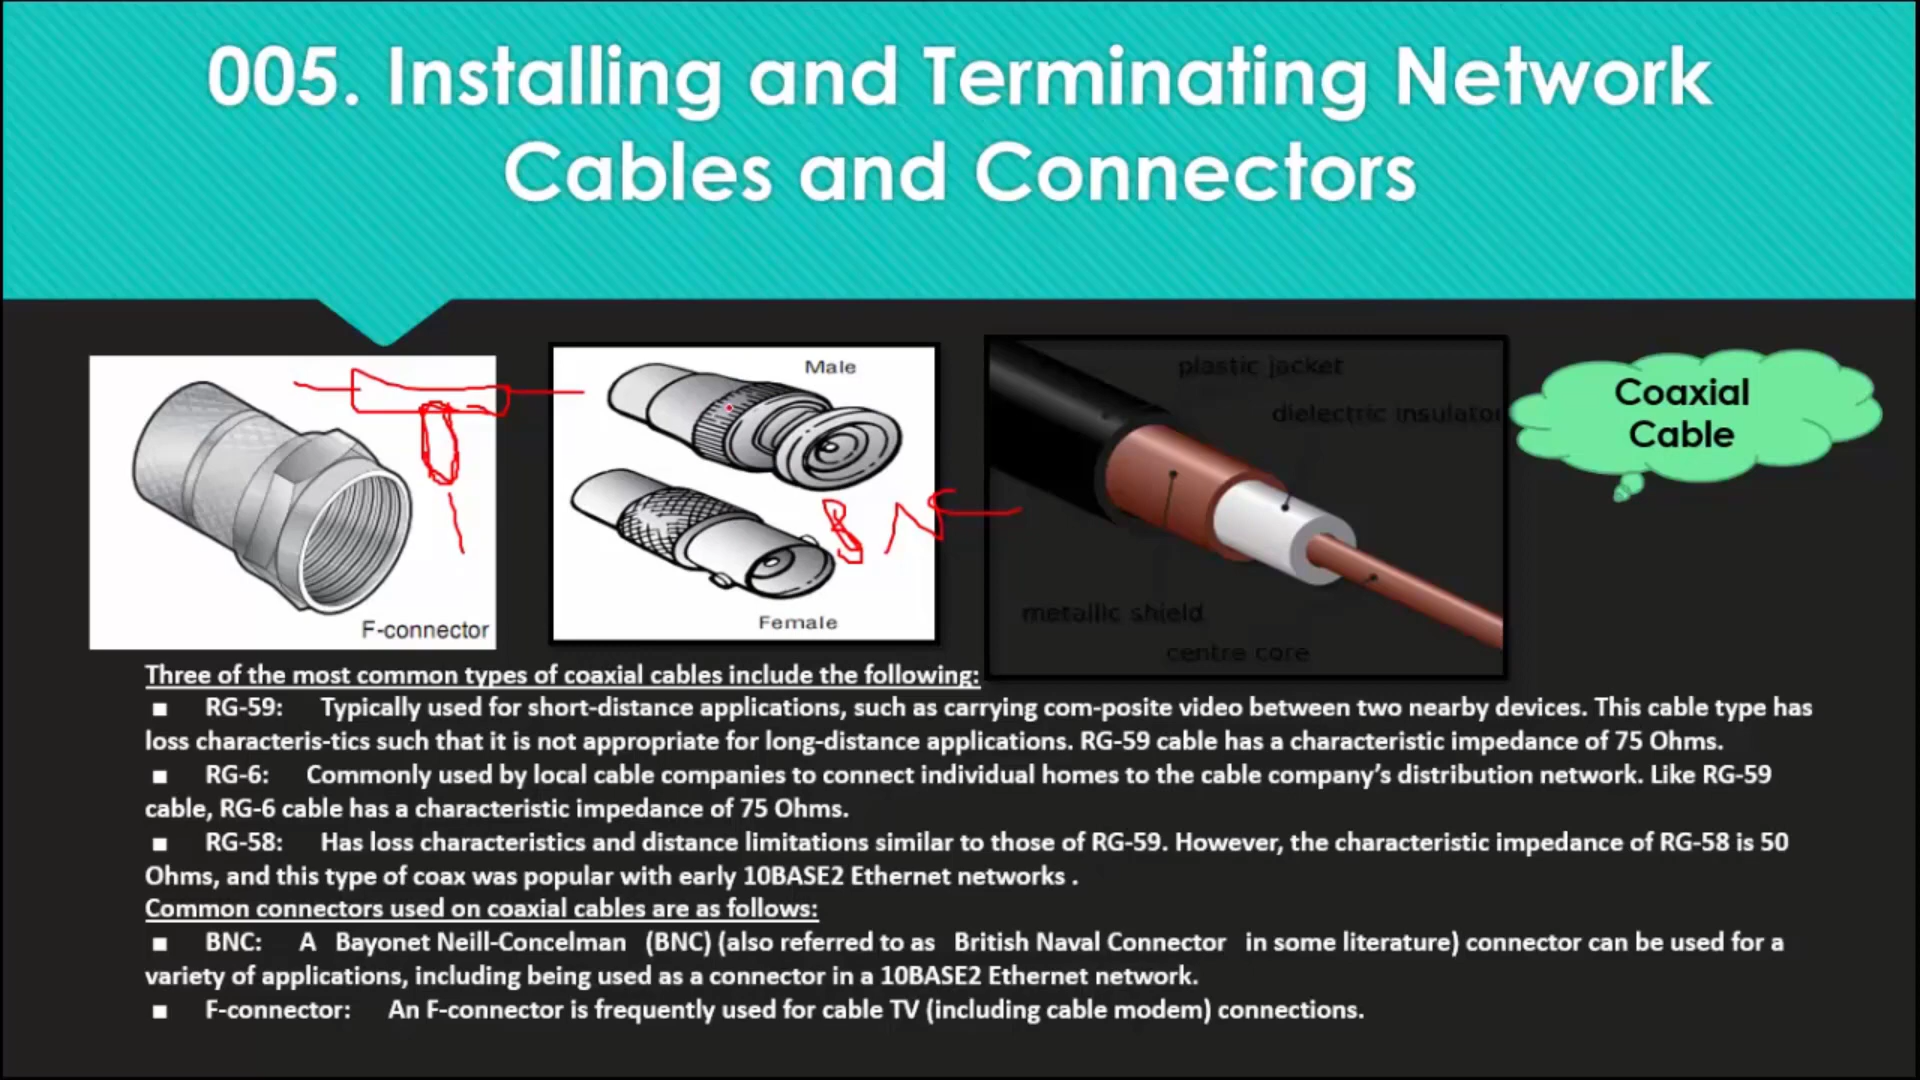 005. Installing and Terminating Network
Cables and Connectors
F-connector
Male
Female
plastic jacket
dielectric insulator
metallic shield
centre core
Coaxial
Cable
Three of the most common types of coaxial cables include the following:
■ RG-59: Typically used for short-distance applications, such as carrying com-posite video between two nearby devices. This cable type has
loss characteris-tics such that it is not appropriate for long-distance applications. RG-59 cable has a characteristic impedance of 75 Ohms.
■ RG-6: Commonly used by local cable companies to connect individual homes to the cable company’s distribution network. Like RG-59
cable, RG-6 cable has a characteristic impedance of 75 Ohms.
■ RG-58: Has loss characteristics and distance limitations similar to those of RG-59. However, the characteristic impedance of RG-58 is 50
Ohms, and this type of coax was popular with early 10BASE2 Ethernet networks .
Common connectors used on coaxial cables are as follows:
■ BNC: A Bayonet Neill-Concelman (BNC) (also referred to as British Naval Connector in some literature) connector can be used for a
variety of applications, including being used as a connector in a 10BASE2 Ethernet network.
■ F-connector: An F-connector is frequently used for cable TV (including cable modem) connections.